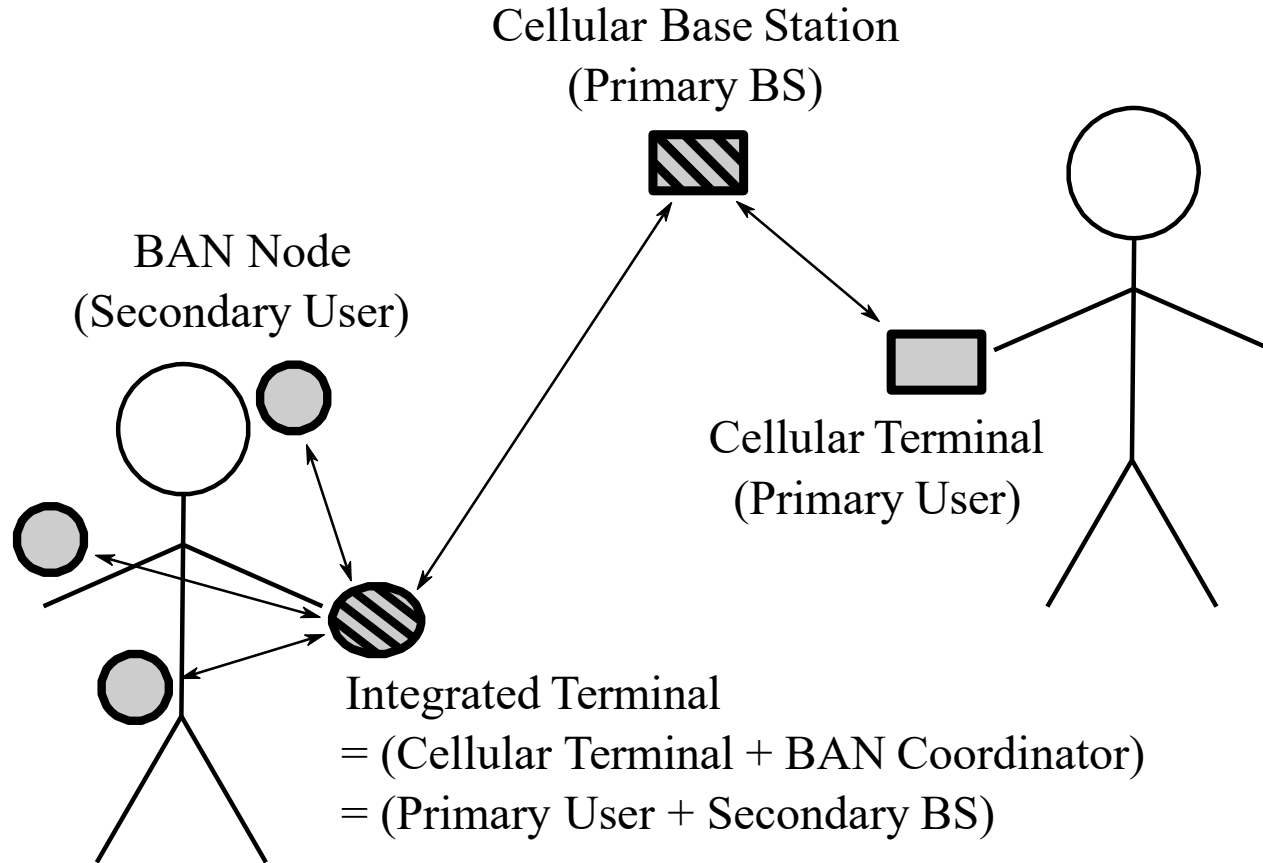 Cellular Base Station
(Primary BS)
BAN Node
(Secondary User)
Cellular Terminal
(Primary User)
Integrated Terminal
= (Cellular Terminal + BAN Coordinator)
= (Primary User + Secondary BS)